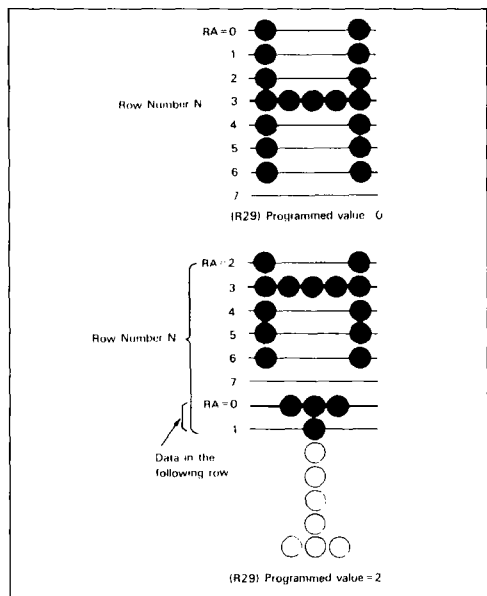 RA = 0
1
2
Row Number N 3
4
5
6
7
(R29) Programmed value 0
RA = 2
3
4
Row Number N 5
6
7
RA = 0
1
Data in the
following row
(R29) Programmed value = 2